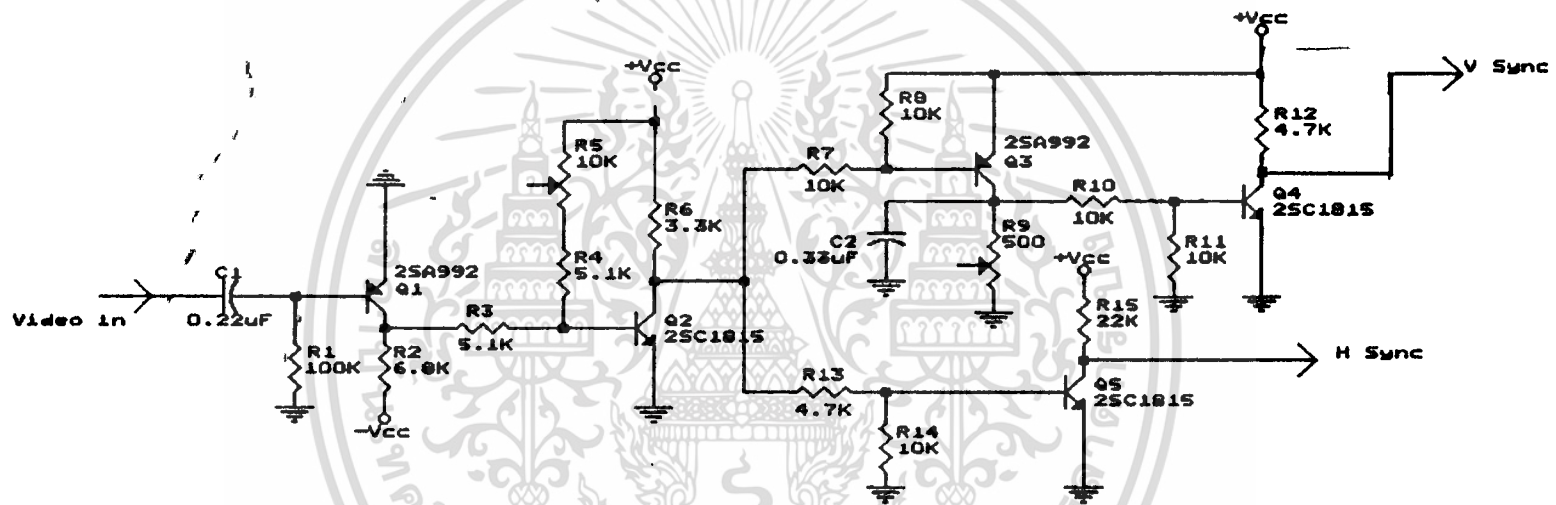 +Vcc
V Sync
+Vcc
R8
10K
R12
4.7K
R5
10K
2SA992
Q3
R7
10K
R10
10K
Q4
2SC1815
R6
3.3K
R9
500
C2
0.33uF
R11
10K
R4
5.1K
+Vcc
C1
0.22uF
2SA992
Q1
Video in
R3
5.1K
Q2
2SC1815
R15
22K
R1
100K
R2
6.8K
H Sync
R13
4.7K
Q5
2SC1815
-Vcc
R14
10K